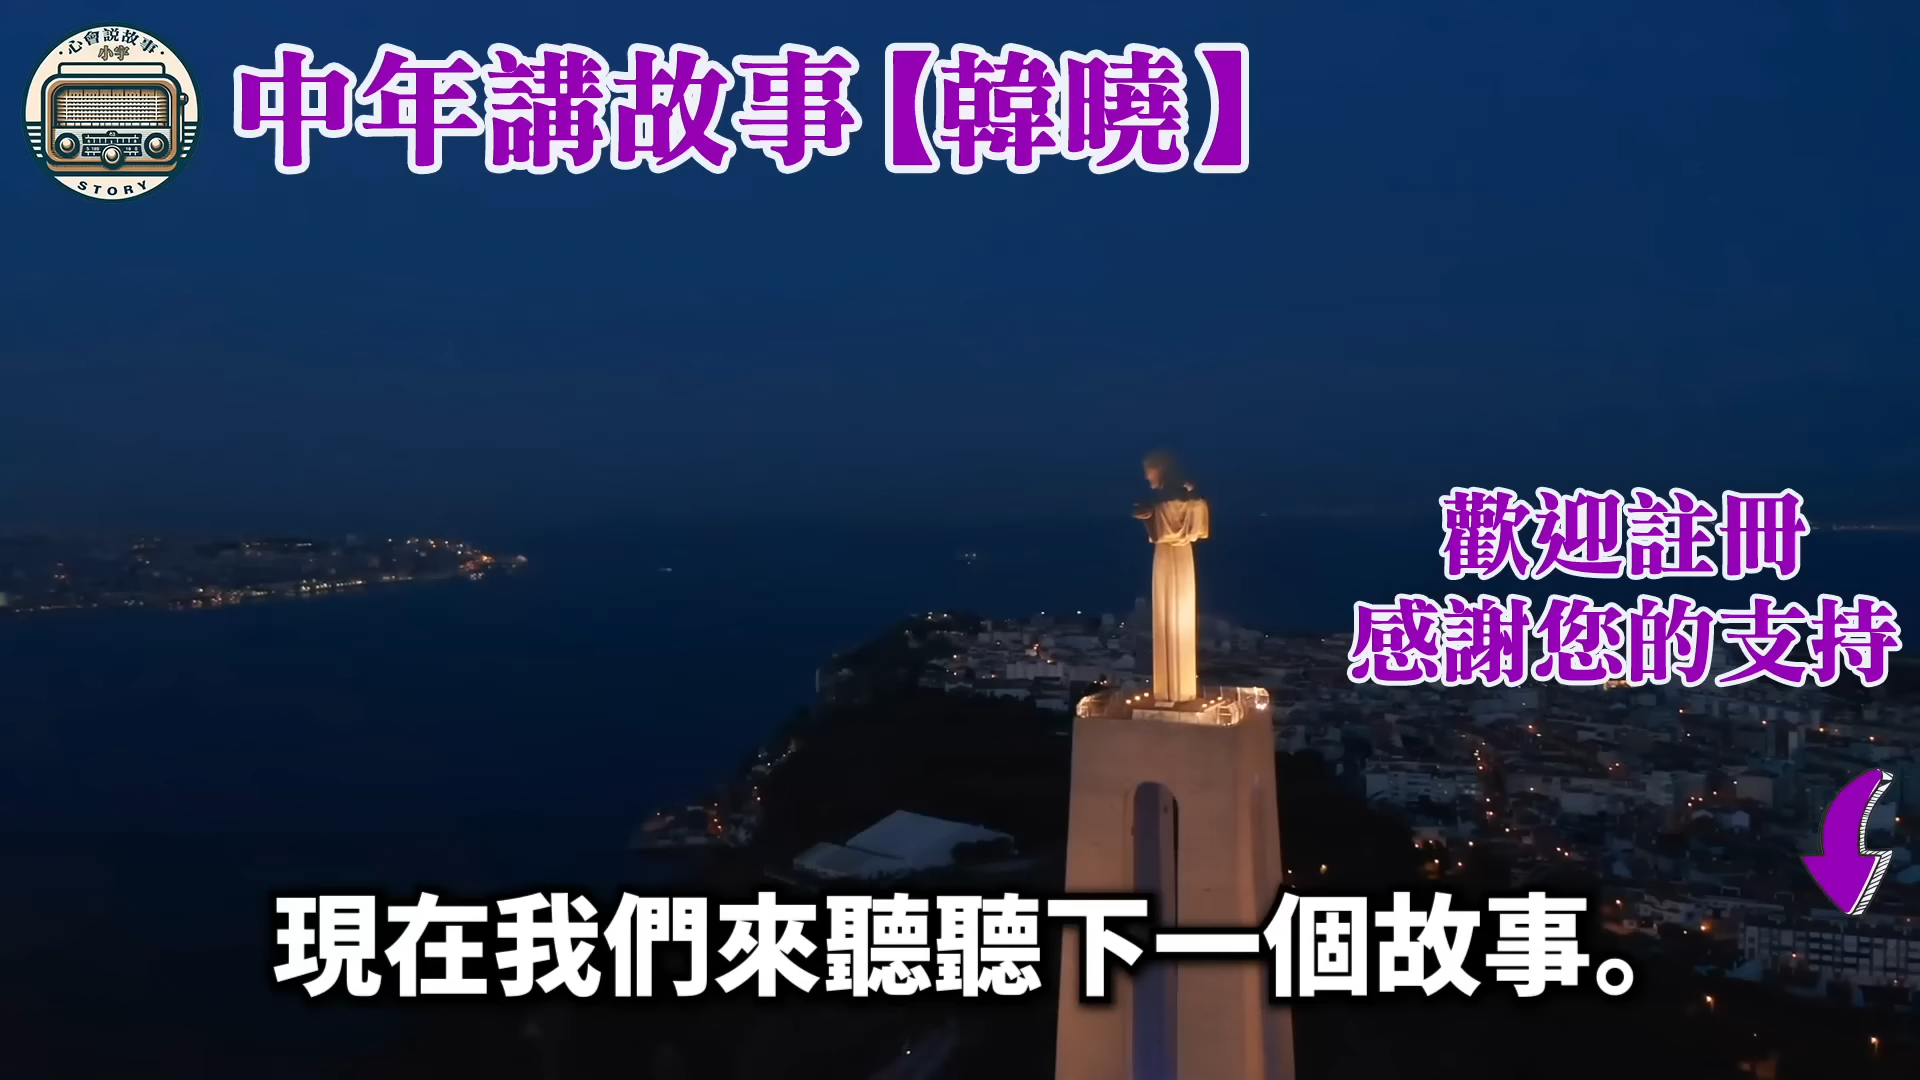 心會説故事
小宇
STORY
中年講故事【韓曉】
歡迎註冊
感謝您的支持
現在我們來聽聽下一個故事。